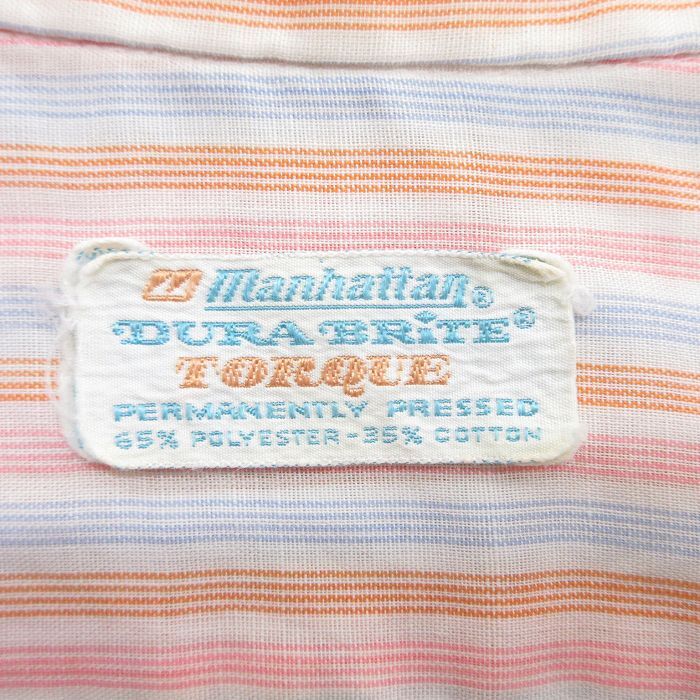 M Manhattan®
DURA BRITE®
TORQUE
PERMANENTLY PRESSED
65% POLYESTER - 35% COTTON